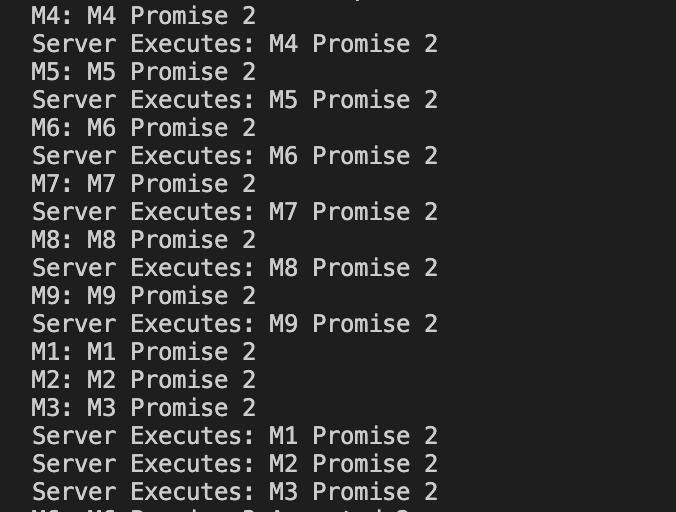 M4: M4 Promise 2
Server Executes: M4 Promise 2
M5: M5 Promise 2
Server Executes: M5 Promise 2
M6: M6 Promise 2
Server Executes: M6 Promise 2
M7: M7 Promise 2
Server Executes: M7 Promise 2
M8: M8 Promise 2
Server Executes: M8 Promise 2
M9: M9 Promise 2
Server Executes: M9 Promise 2
M1: M1 Promise 2
M2: M2 Promise 2
M3: M3 Promise 2
Server Executes: M1 Promise 2
Server Executes: M2 Promise 2
Server Executes: M3 Promise 2